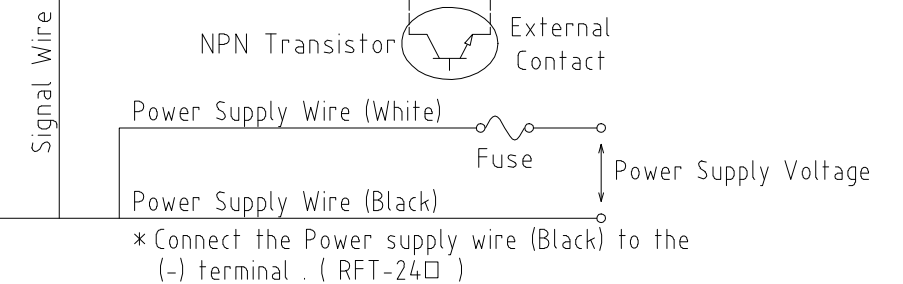 Signal Wire
NPN Transistor
External
Contact
Power Supply Wire (White)
Fuse
Power Supply Voltage
Power Supply Wire (Black)
* Connect the Power supply wire (Black) to the
(-) terminal . ( RFT-24□ )